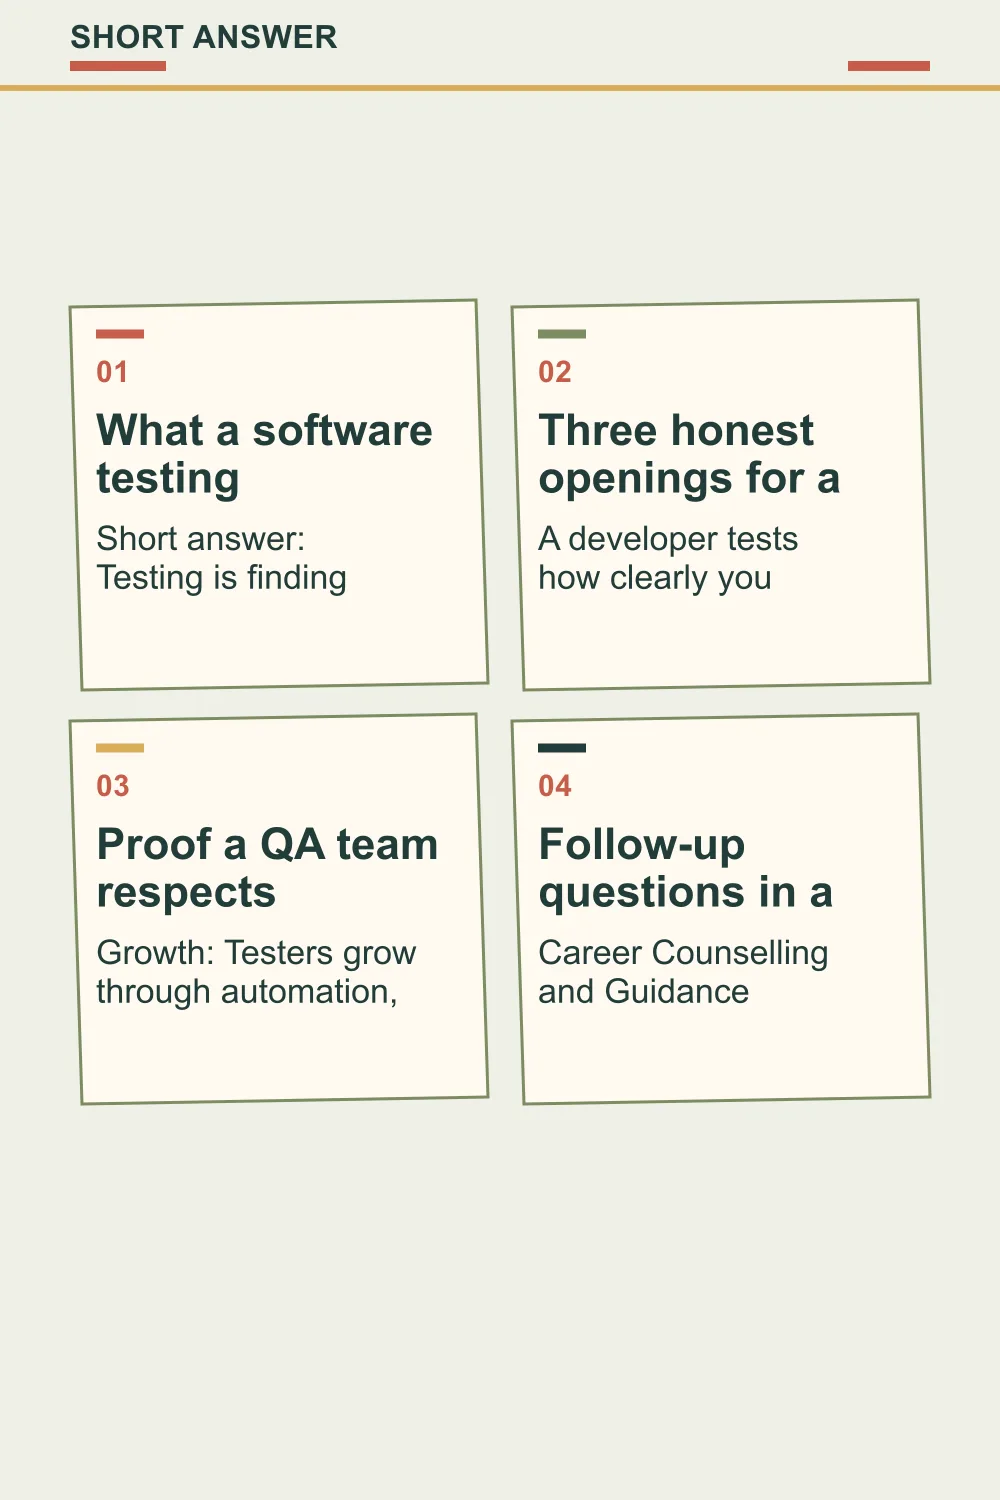 SHORT ANSWER
01
What a software
testing
Short answer:
Testing is finding
02
Three honest
openings for a
A developer tests
how clearly you
03
Proof a QA team
respects
Growth: Testers grow
through automation,
04
Follow-up
questions in a
Career Counselling
and Guidance